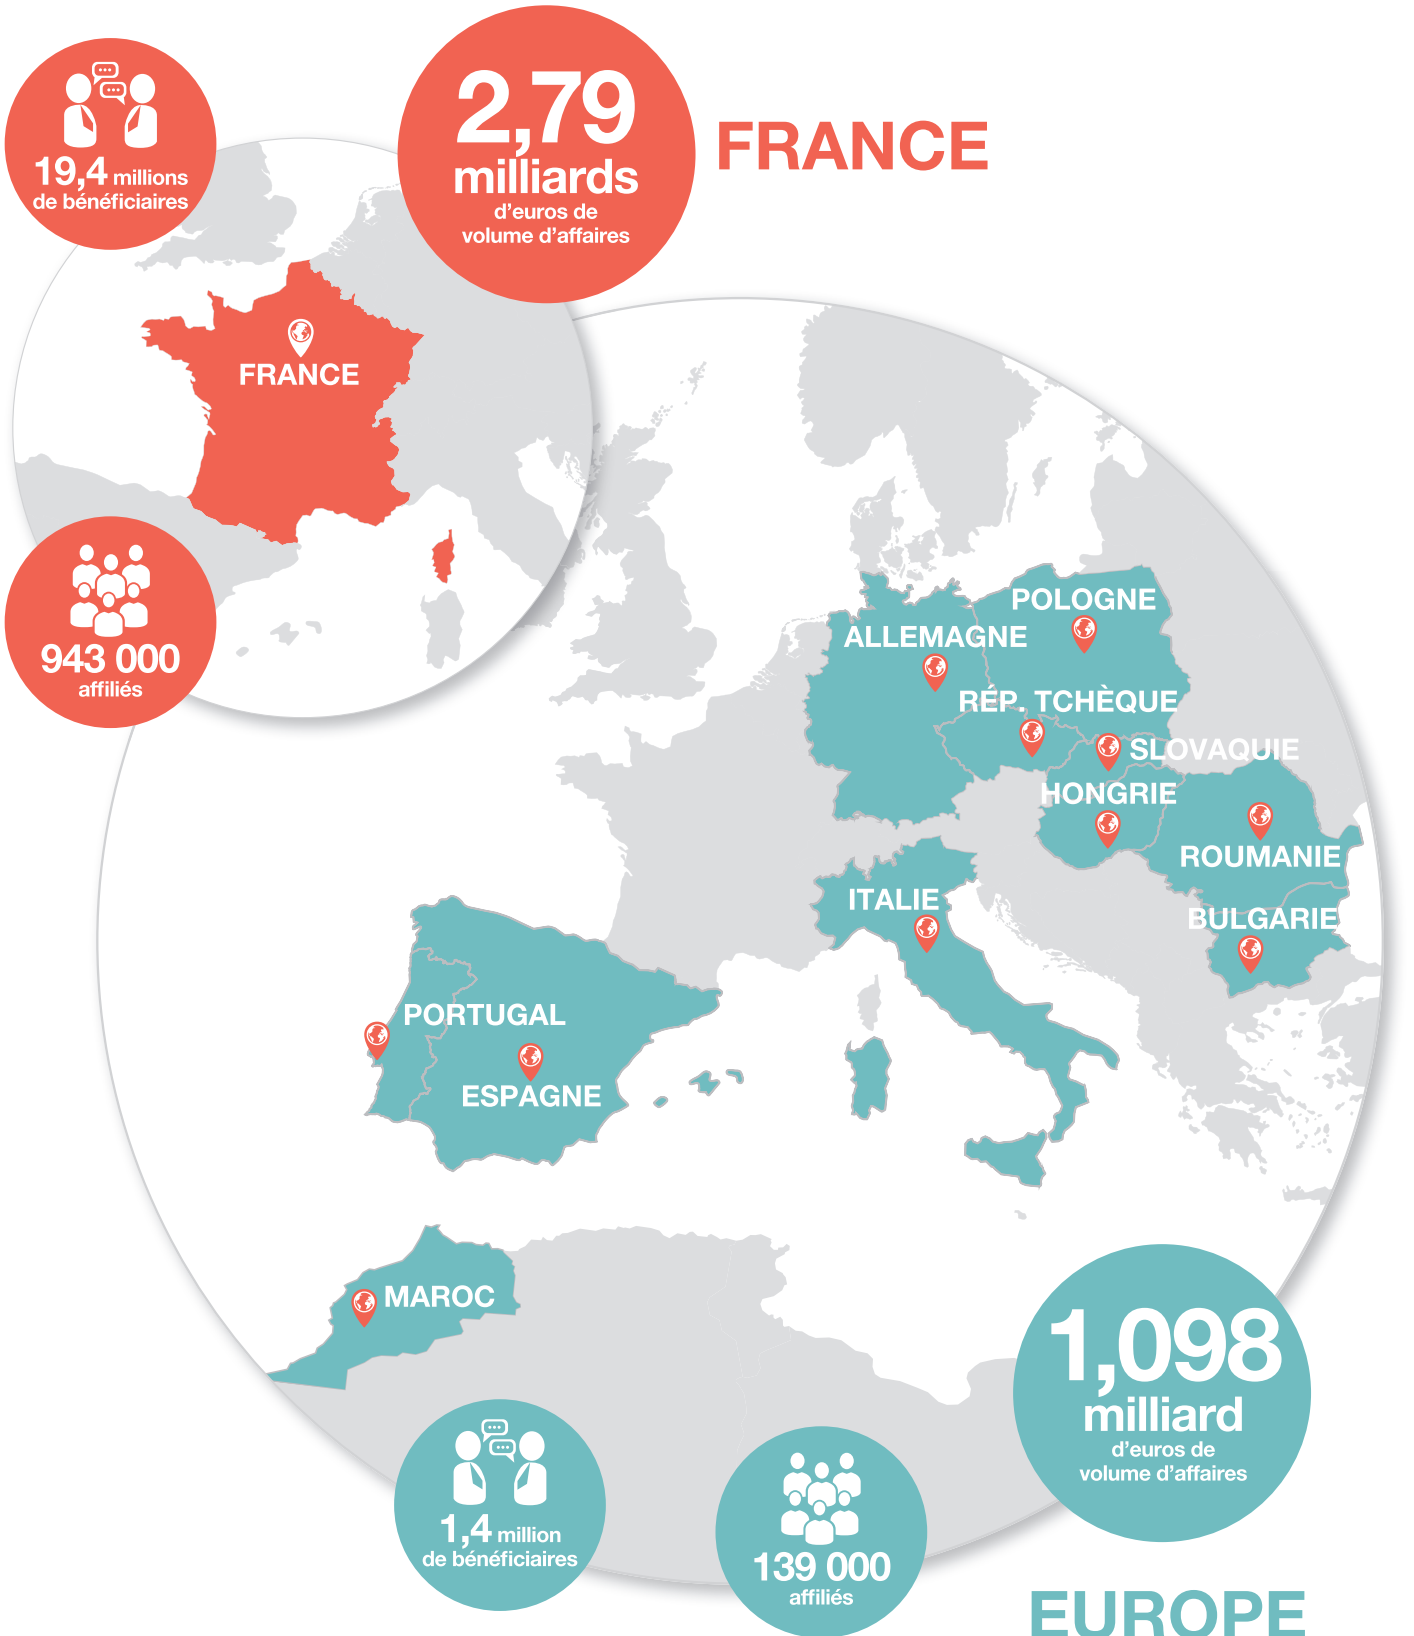 2,79
milliards
d'euros de
volume d'affaires
FRANCE
19,4 millions
de bénéficiaires
FRANCE
943 000
affiliés
POLOGNE
ALLEMAGNE
RÉP. TCHÈQUE
SLOVAQUIE
HONGRIE
ROUMANIE
ITALIE
BULGARIE
PORTUGAL
ESPAGNE
MAROC
1,098
milliard
d'euros de
volume d'affaires
1,4 million
de bénéficiaires
139 000
affiliés
EUROPE